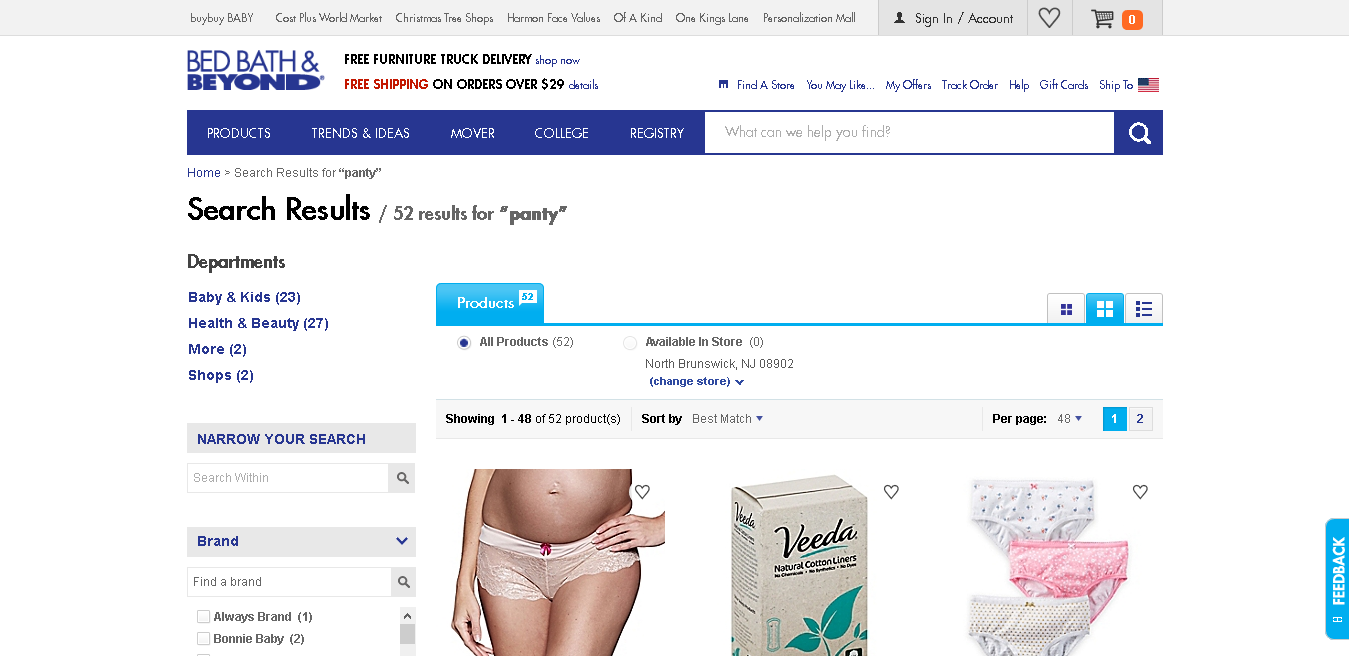 buybuy BABY Cost Plus World Market Christmas Tree Shops Harmon Face Values Of A Kind One Kings Lane Personalization Mall Sign In / Account 0
BED BATH &
BEYOND®
FREE FURNITURE TRUCK DELIVERY shop now
FREE SHIPPING ON ORDERS OVER $29 details
Find A Store You May Like... My Offers Track Order Help Gift Cards Ship To
PRODUCTS TRENDS & IDEAS MOVER COLLEGE REGISTRY What can we help you find?
Home > Search Results for “panty”
Search Results / 52 results for “panty”
Departments
Baby & Kids (23)
Health & Beauty (27)
More (2)
Shops (2)
NARROW YOUR SEARCH
Search Within
Brand
Find a brand
Always Brand (1)
Bonnie Baby (2)
Products 52
All Products (52) Available In Store (0)
North Brunswick, NJ 08902
(change store)
Showing 1 - 48 of 52 product(s) Sort by Best Match Per page: 48 1 2
Veeda
Veeda
Natural Cotton Liners
No Chemicals • No Synthetics • No Dyes
FEEDBACK